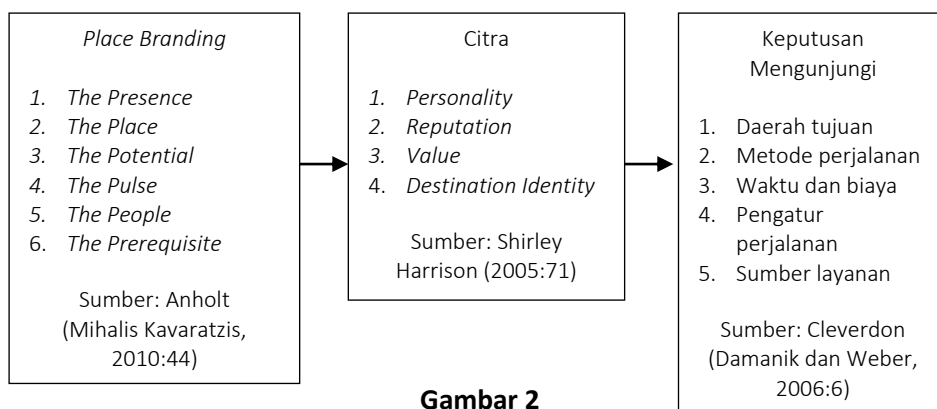 Place Branding
1. The Presence
2. The Place
3. The Potential
4. The Pulse
5. The People
6. The Prerequisite
Sumber: Anholt
(Mihalis Kavaratzis,
2010:44)
Citra
1. Personality
2. Reputation
3. Value
4. Destination Identity
Sumber: Shirley
Harrison (2005:71)
Keputusan
Mengunjungi
1. Daerah tujuan
2. Metode perjalanan
3. Waktu dan biaya
4. Pengatur
perjalanan
5. Sumber layanan
Sumber: Cleverdon
(Damanik dan Weber,
2006:6)
Gambar 2